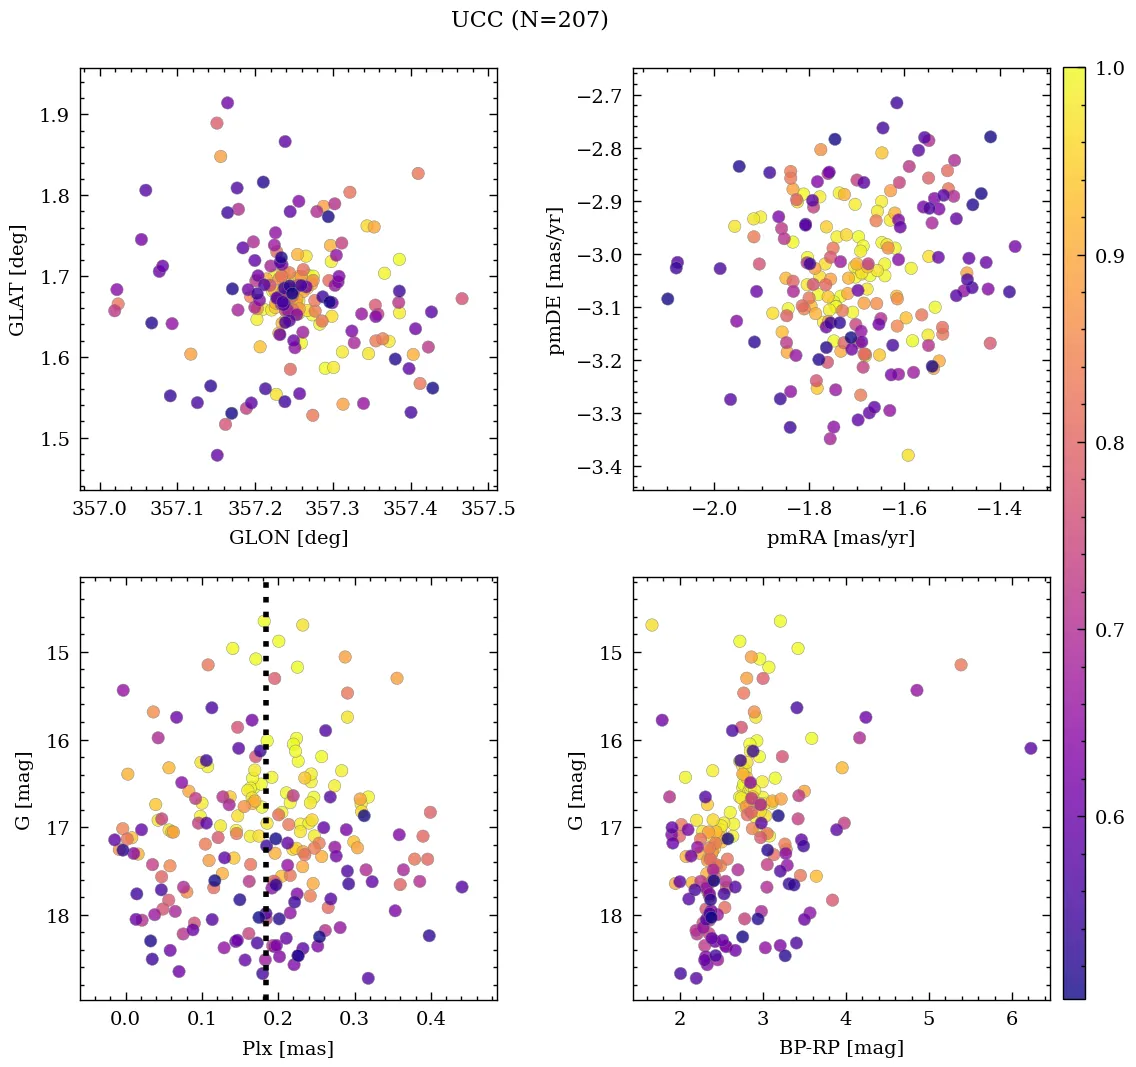 UCC (N=207)
1.9
1.8
1.7
1.6
1.5
GLAT [deg]
357.0 357.1 357.2 357.3 357.4 357.5
GLON [deg]
−2.7
−2.8
−2.9
−3.0
−3.1
−3.2
−3.3
−3.4
pmDE [mas/yr]
−2.0 −1.8 −1.6 −1.4
pmRA [mas/yr]
1.0
0.9
0.8
0.7
0.6
15
16
17
18
G [mag]
0.0 0.1 0.2 0.3 0.4
Plx [mas]
15
16
17
18
G [mag]
2 3 4 5 6
BP-RP [mag]